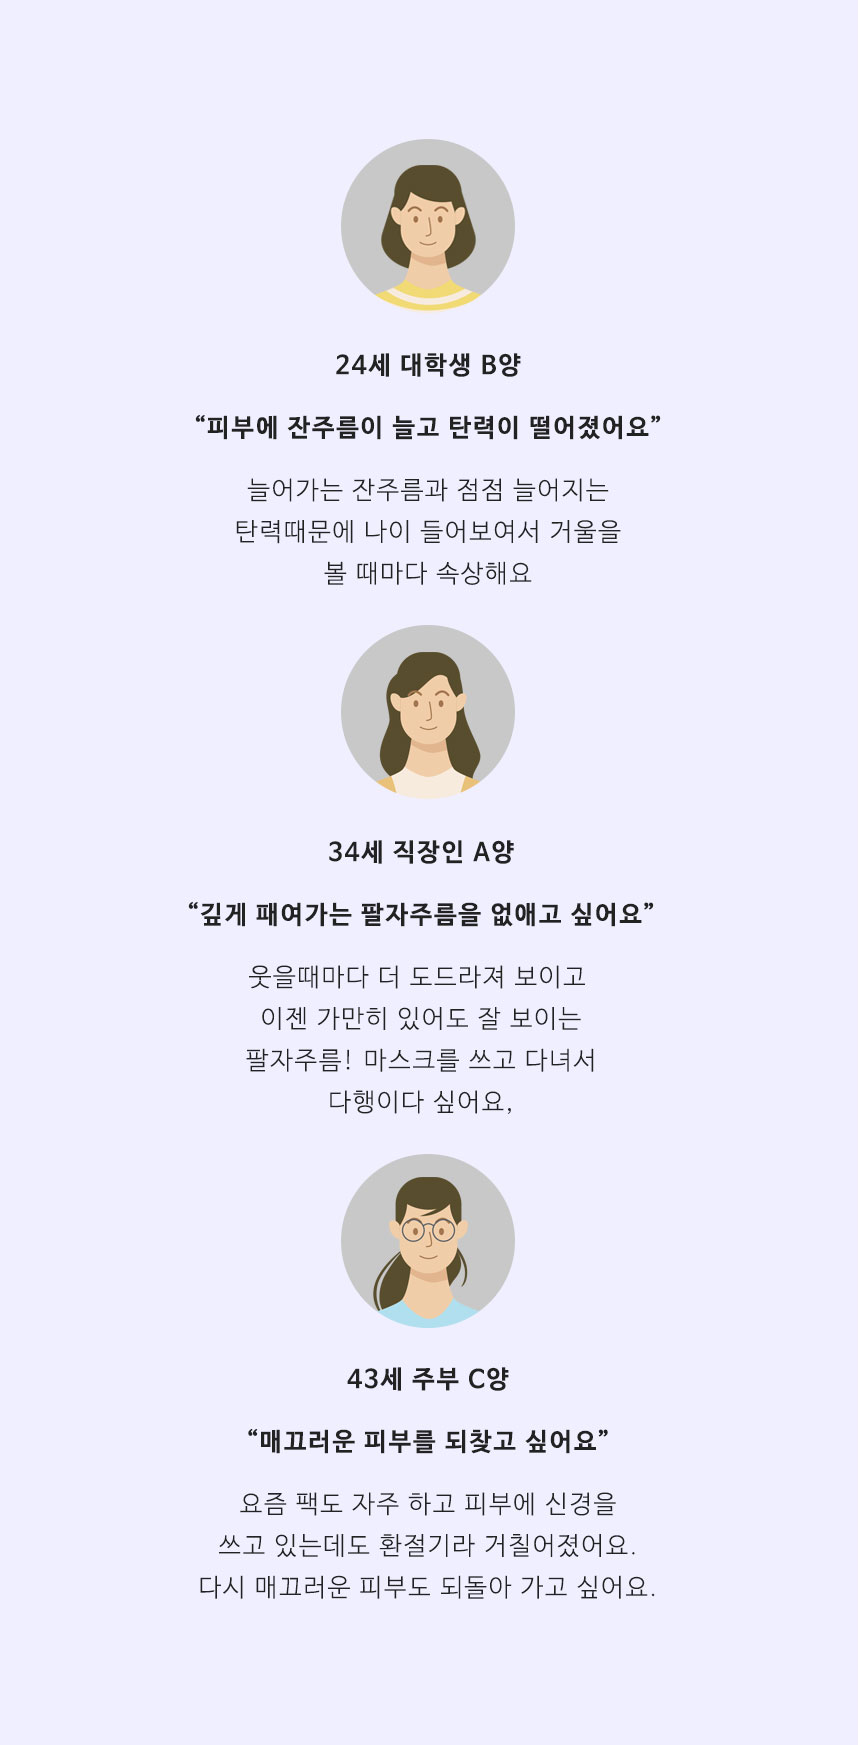 24세 대학생 B양
“피부에 잔주름이 늘고 탄력이 떨어졌어요”
늘어가는 잔주름과 점점 늘어지는
탄력때문에 나이 들어보여서 거울을
볼 때마다 속상해요
34세 직장인 A양
“깊게 패여가는 팔자주름을 없애고 싶어요”
웃을때마다 더 도드라져 보이고
이젠 가만히 있어도 잘 보이는
팔자주름! 마스크를 쓰고 다녀서
다행이다 싶어요,
43세 주부 C양
“매끄러운 피부를 되찾고 싶어요”
요즘 팩도 자주 하고 피부에 신경을
쓰고 있는데도 환절기라 거칠어졌어요.
다시 매끄러운 피부도 되돌아 가고 싶어요.